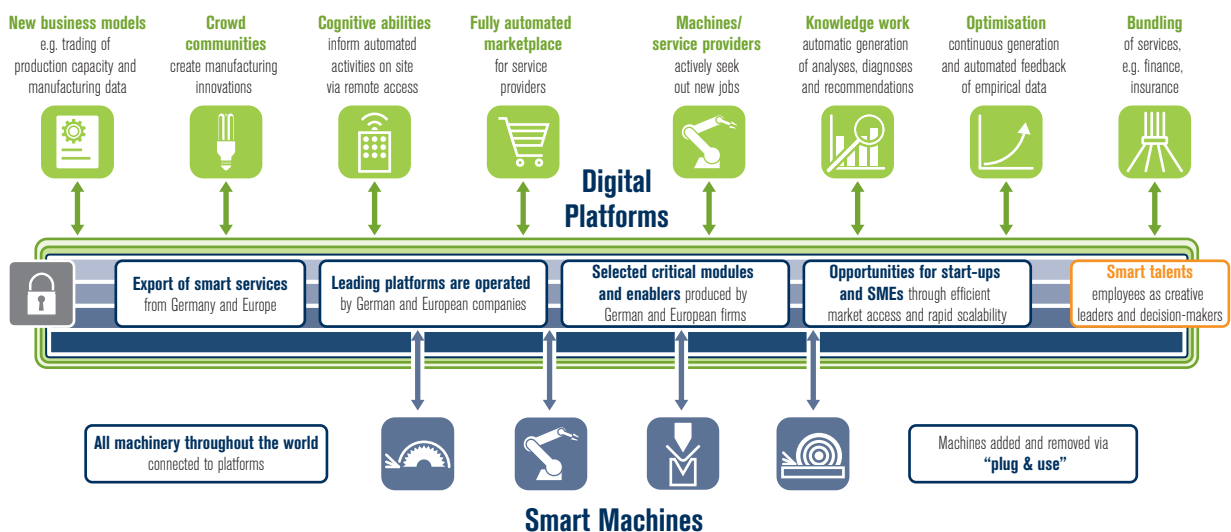 New business models
e.g. trading of
production capacity and
manufacturing data
Crowd
communities
create manufacturing
innovations
Cognitive abilities
inform automated
activities on site
via remote access
Fully automated
marketplace
for service
providers
Machines/
service providers
actively seek
out new jobs
Knowledge work
automatic generation
of analyses, diagnoses
and recommendations
Optimisation
continuous generation
and automated feedback
of empirical data
Bundling
of services,
e.g. finance,
insurance
Digital
Platforms
Export of smart services
from Germany and Europe
Leading platforms are operated
by German and European companies
Selected critical modules
and enablers produced by
German and European firms
Opportunities for start-ups
and SMEs through efficient
market access and rapid scalability
Smart talents
employees as creative
leaders and decision-makers
All machinery throughout the world
connected to platforms
Machines added and removed via
“plug & use”
Smart Machines